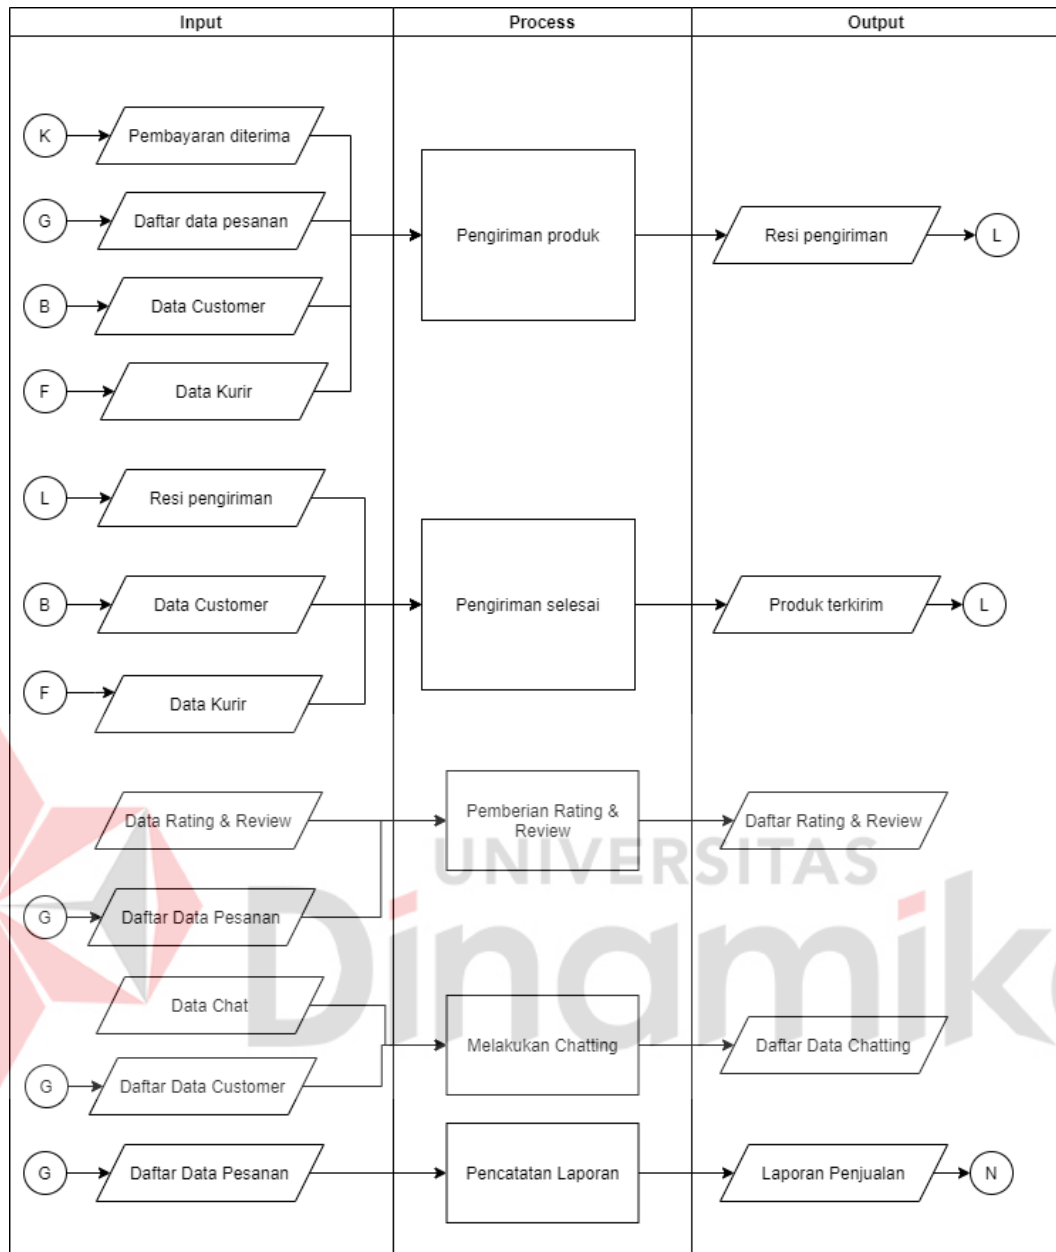 Input
Process
Output
K
Pembayaran diterima
G
Daftar data pesanan
B
Data Customer
F
Data Kurir
Pengiriman produk
Resi pengiriman
L
L
Resi pengiriman
B
Data Customer
F
Data Kurir
Pengiriman selesai
Produk terkirim
L
Data Rating & Review
G
Daftar Data Pesanan
Pemberian Rating &
Review
Daftar Rating & Review
UNIVERSITAS
Dinamika
Data Chat
G
Daftar Data Customer
Melakukan Chatting
Daftar Data Chatting
G
Daftar Data Pesanan
Pencatatan Laporan
Laporan Penjualan
N